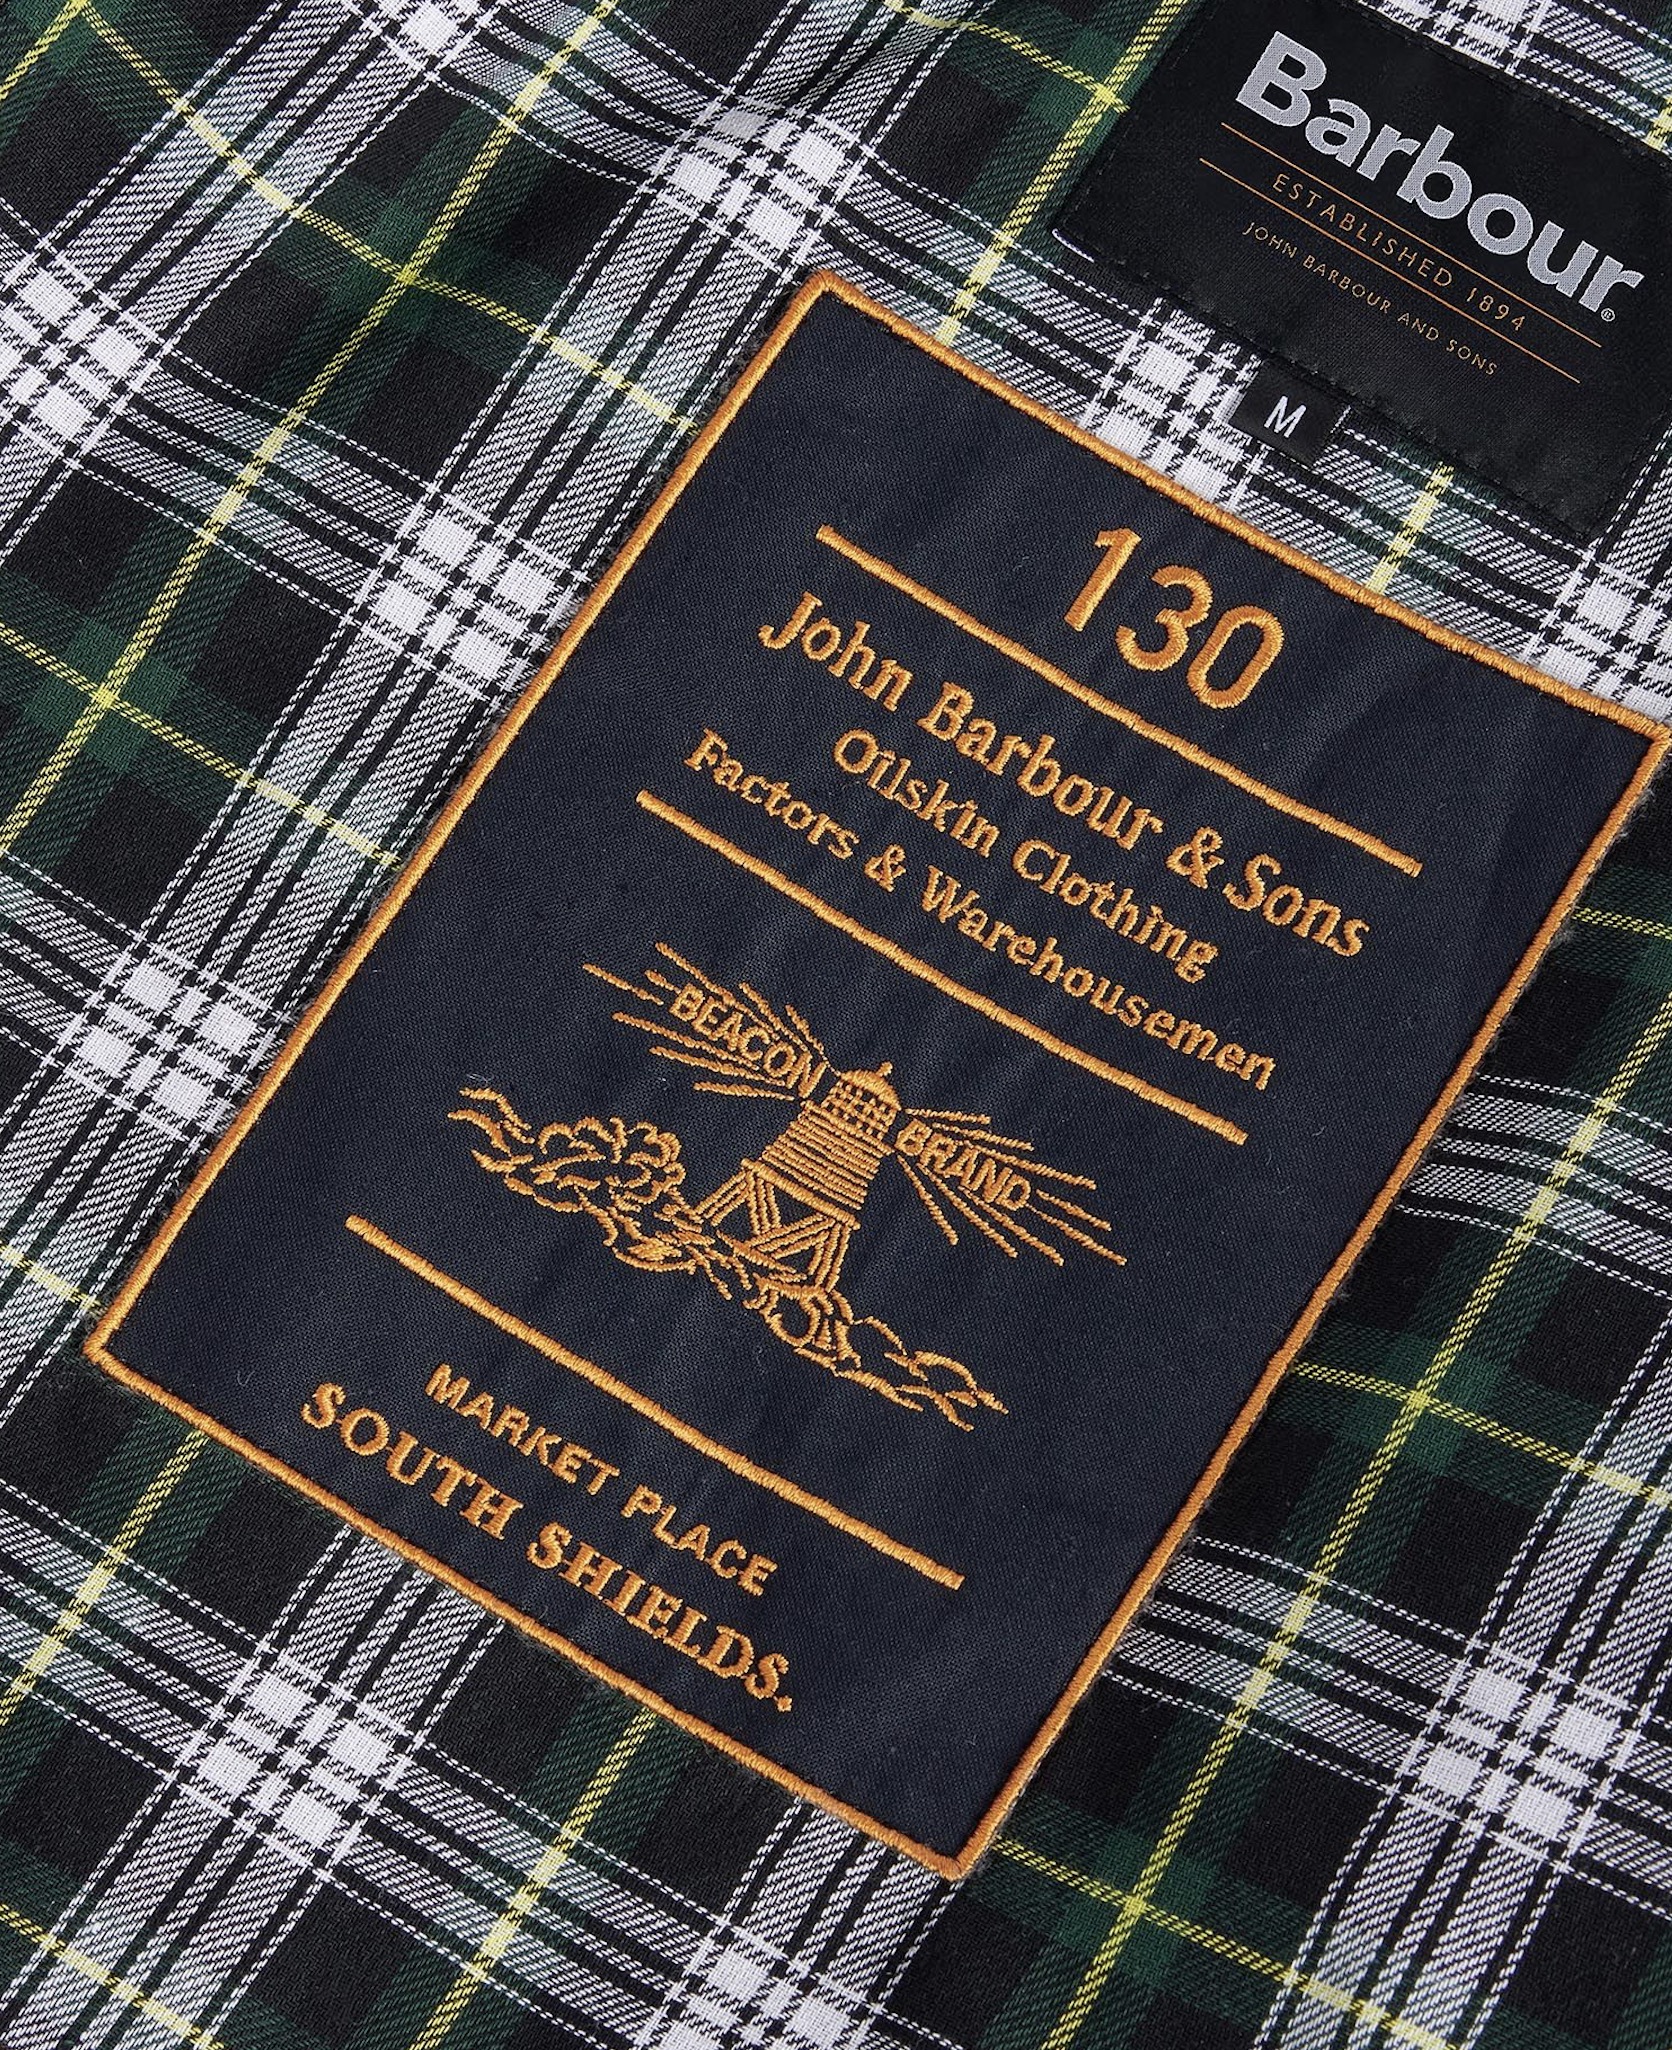 Barbour®
ESTABLISHED 1894
JOHN BARBOUR AND SONS
M
130
John Barbour & Sons
Oilskin Clothing
Factors & Warehousemen
BEACON BRAND
MARKET PLACE
SOUTH SHIELDS.